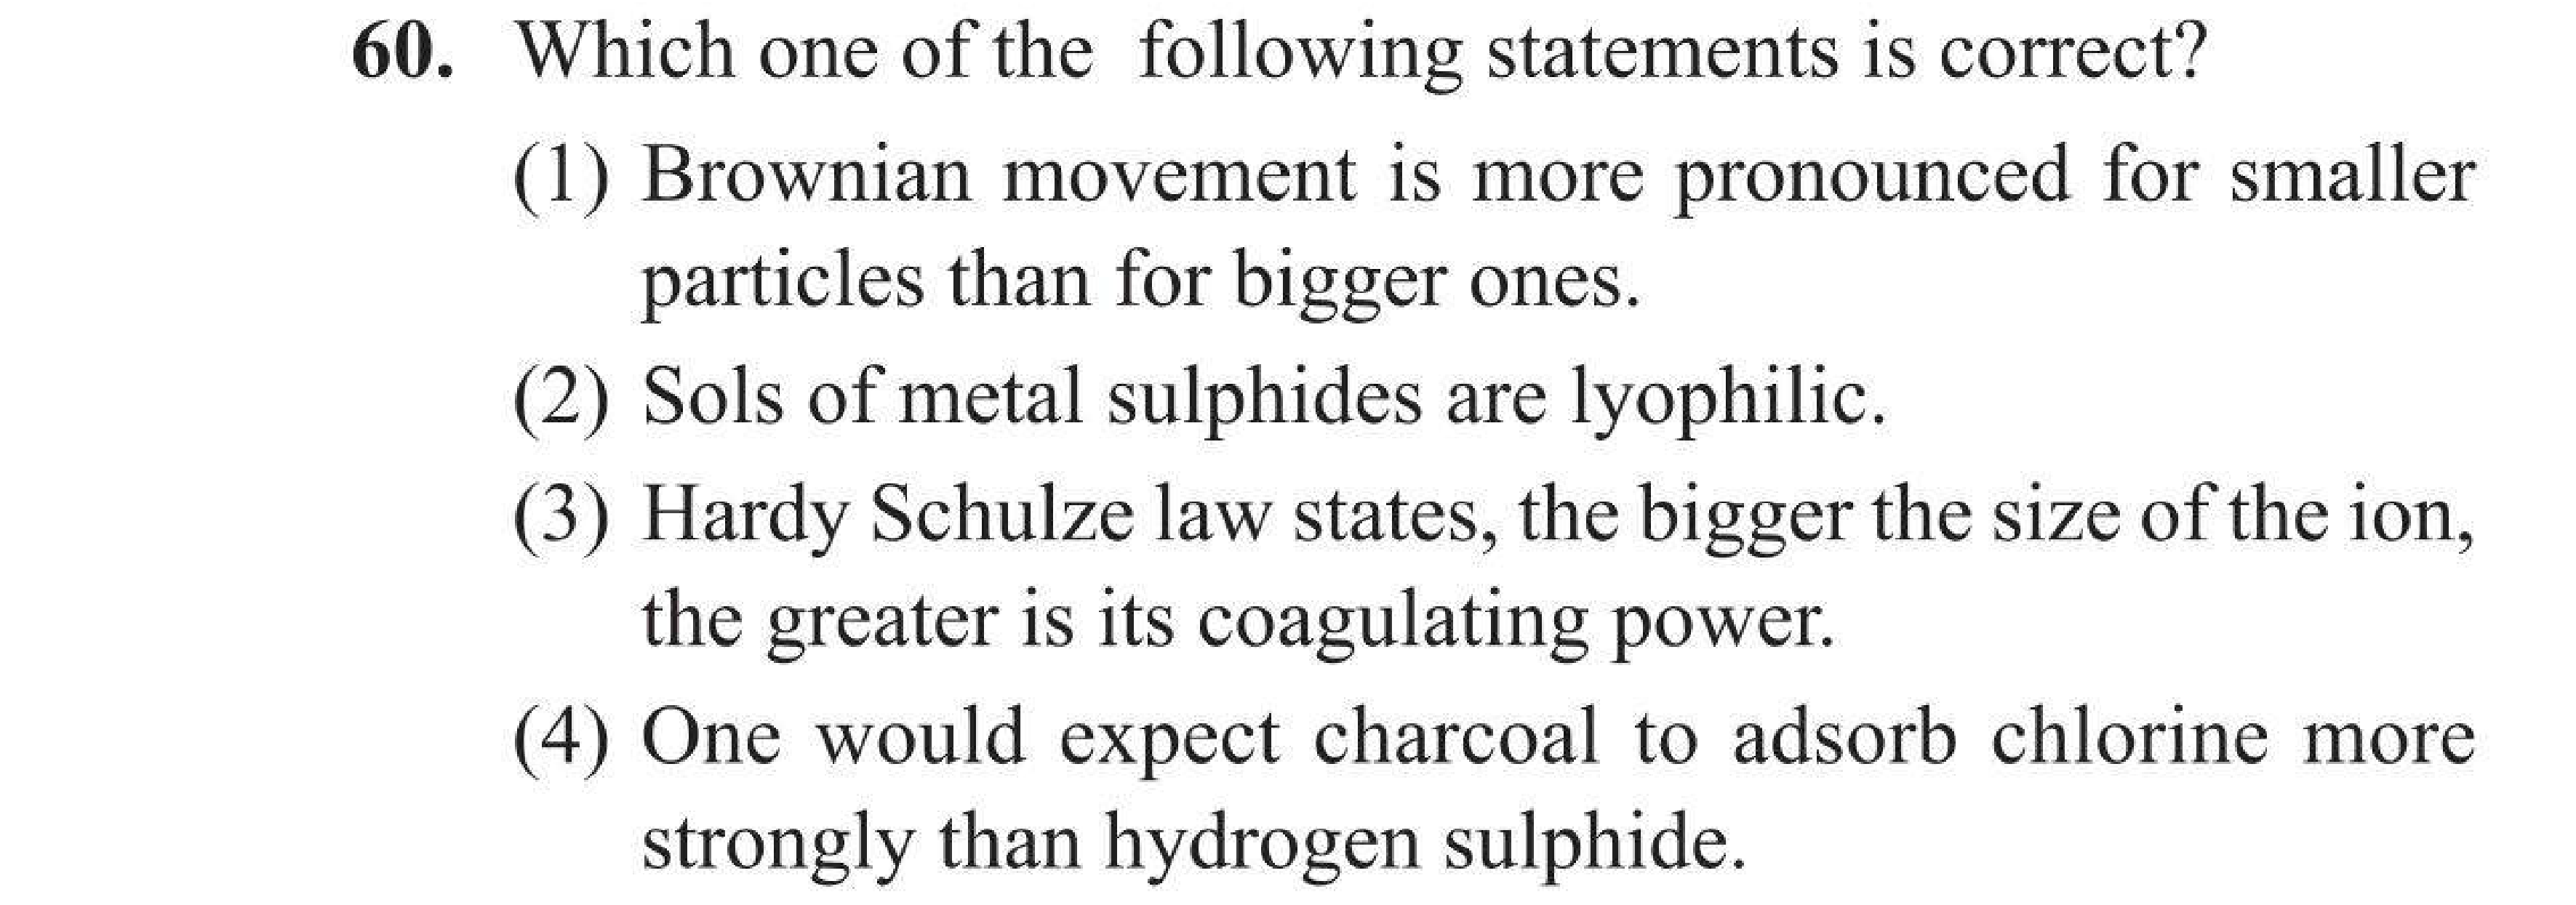 60. Which one of the following statements is correct?
(1) Brownian movement is more pronounced for smaller
particles than for bigger ones.
(2) Sols of metal sulphides are lyophilic.
(3) Hardy Schulze law states, the bigger the size of the ion,
the greater is its coagulating power.
(4) One would expect charcoal to adsorb chlorine more
strongly than hydrogen sulphide.